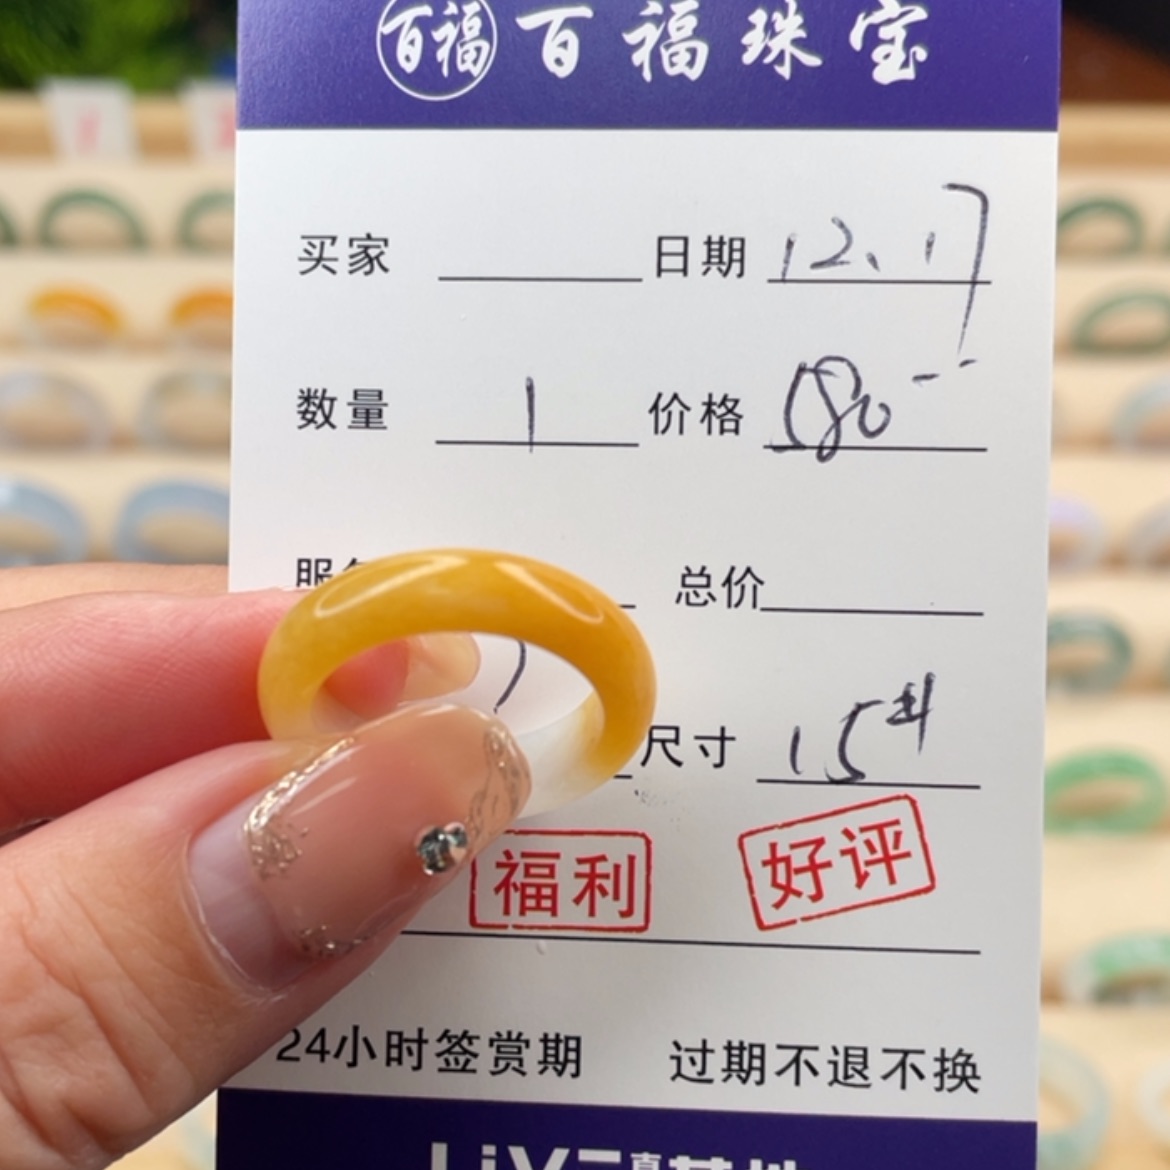 百福 百福珠宝
买家 日期 12.17
数量 1 价格 580--
总价
尺寸 15
福利 好评
24小时签赏期 过期不退不换